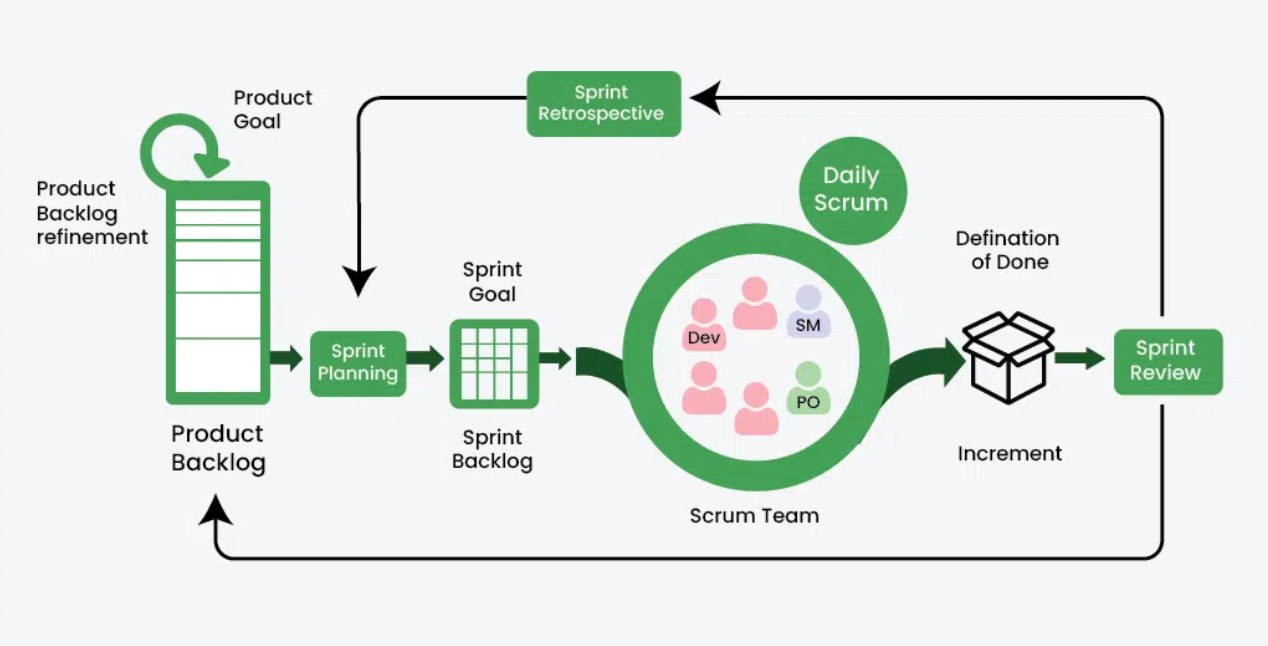 Sprint
Retrospective
Product
Goal
Daily
Scrum
Product
Backlog
refinement
Defination
of Done
Sprint
Goal
SM
Dev
Sprint
Planning
Sprint
Review
PO
Product
Backlog
Sprint
Backlog
Increment
Scrum Team